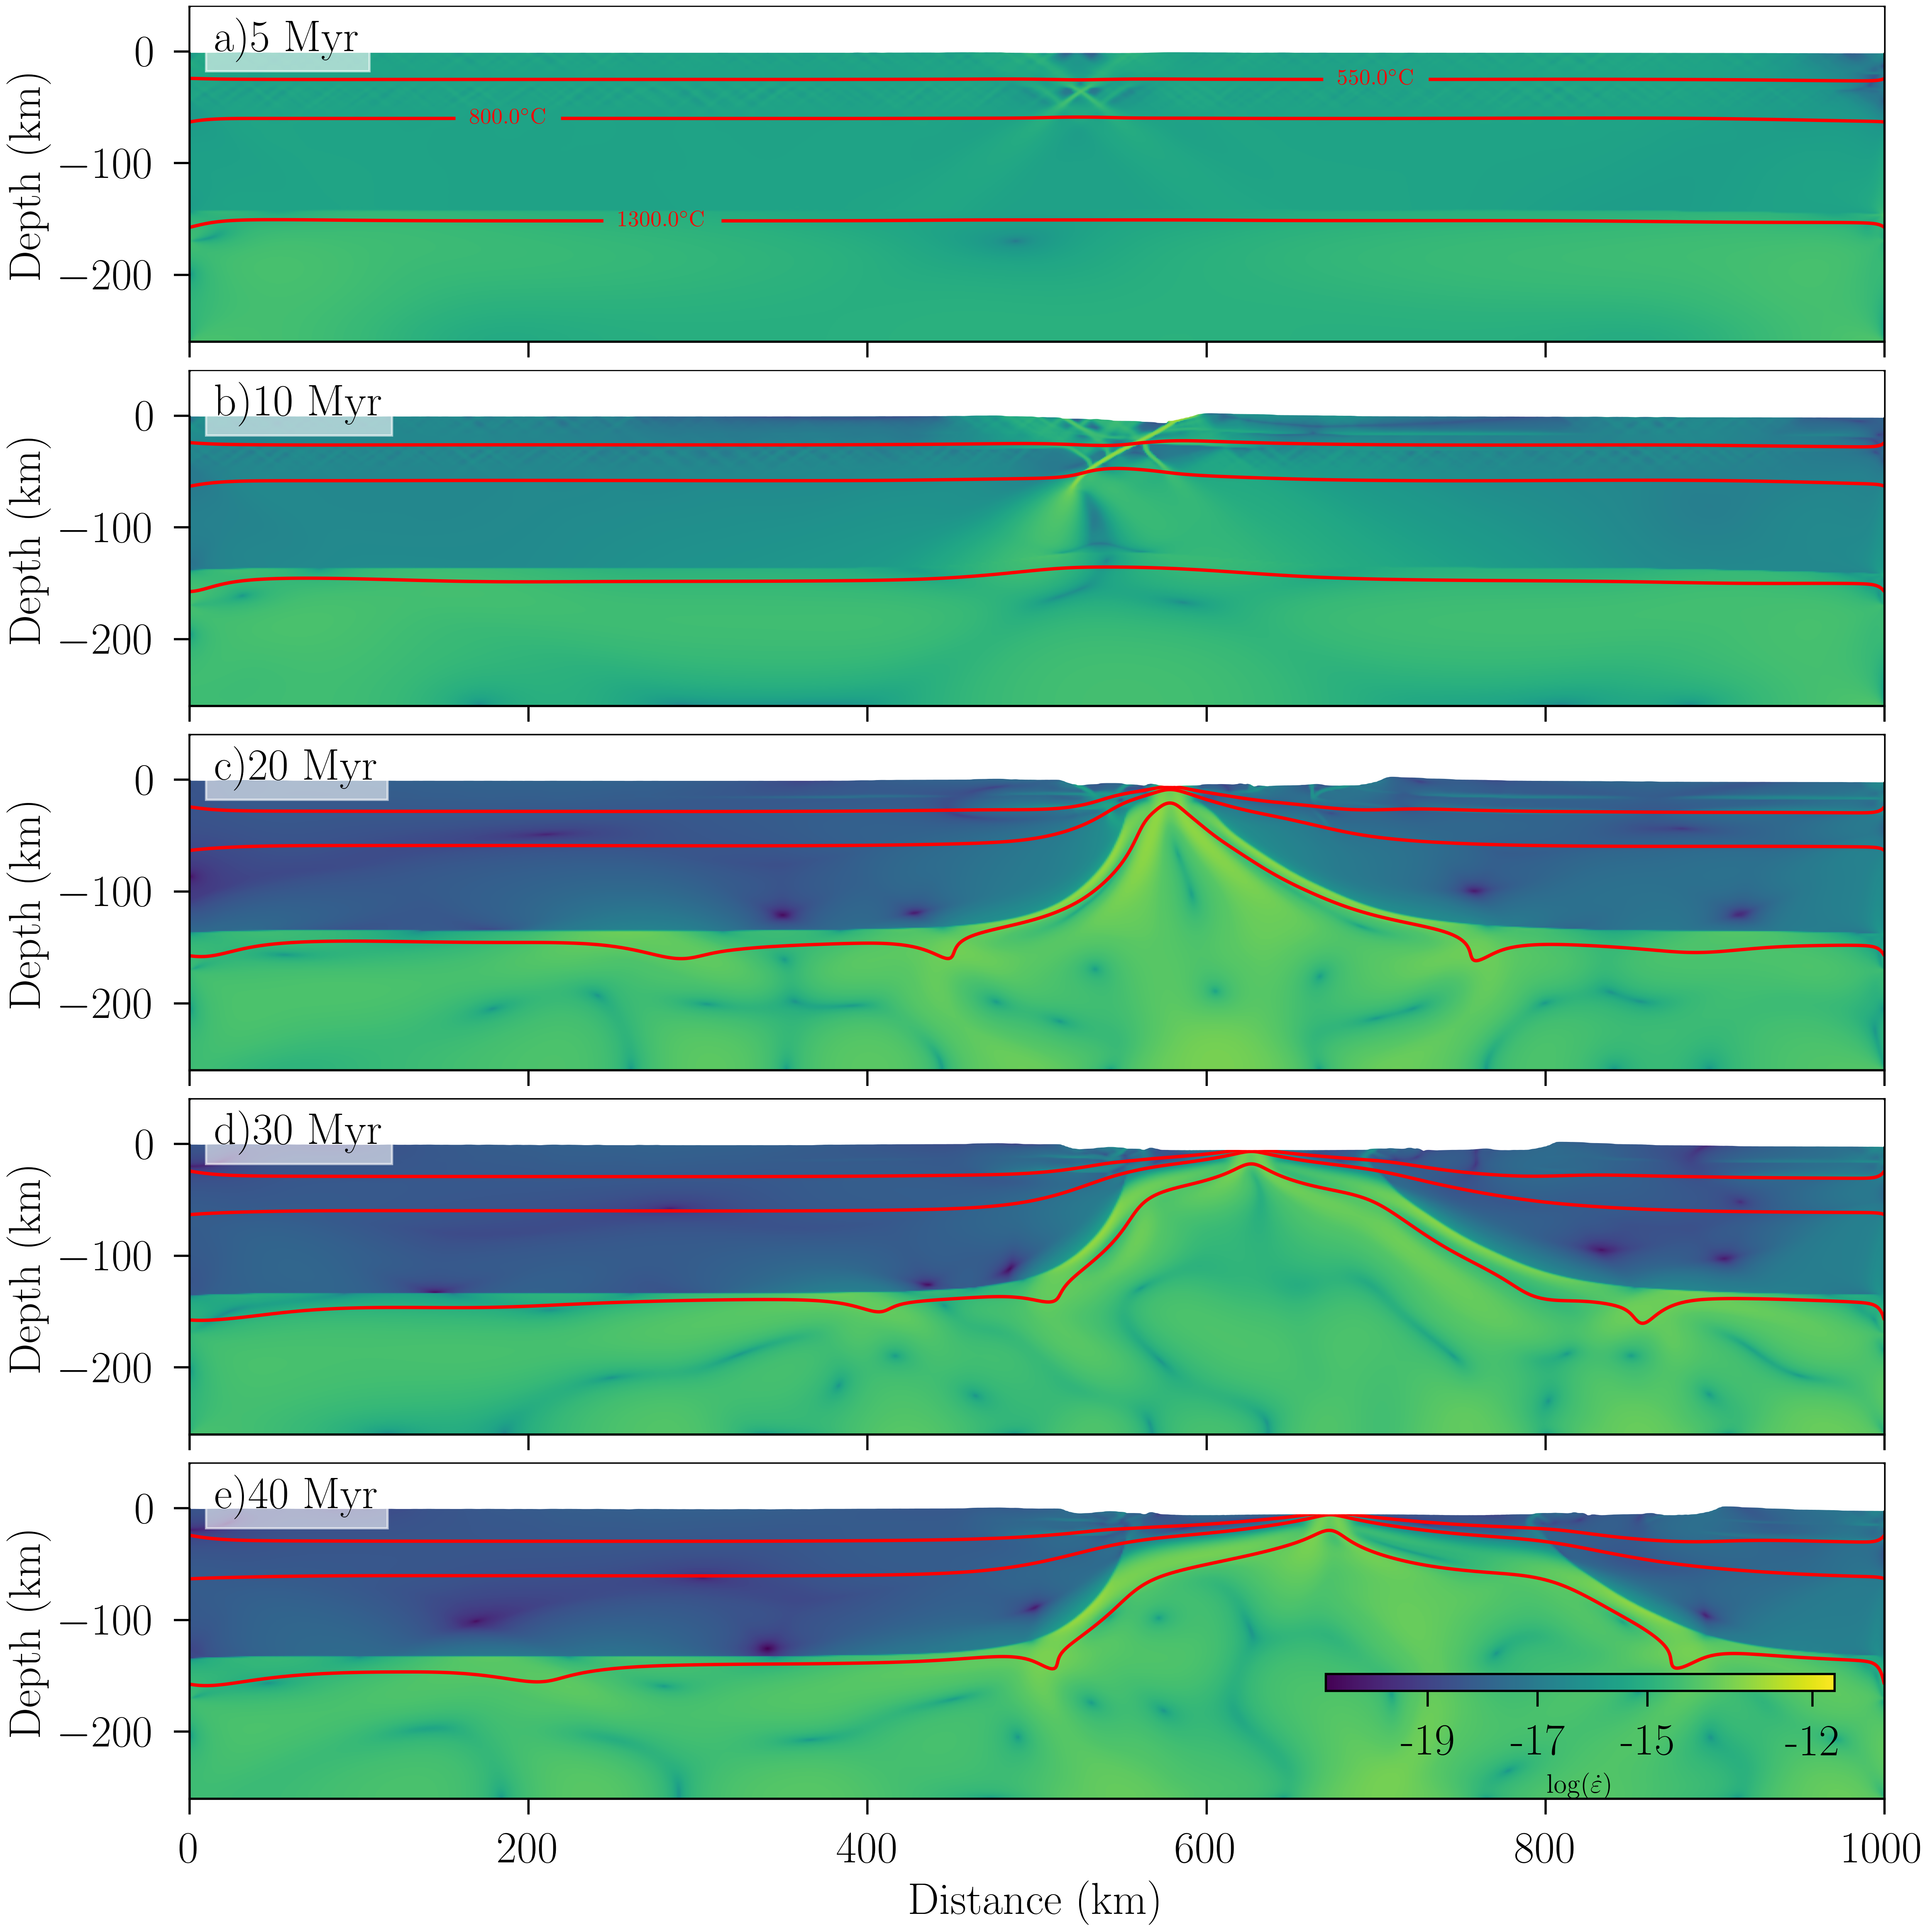 a)5 Myr
0
550.0°C
800.0°C
−100
1300.0°C
−200
Depth (km)
b)10 Myr
0
−100
−200
Depth (km)
c)20 Myr
0
−100
−200
Depth (km)
d)30 Myr
0
−100
−200
Depth (km)
e)40 Myr
0
−100
−200
Depth (km)
-19 -17 -15 -12
log(ε̇)
0 200 400 600 800 1000
Distance (km)